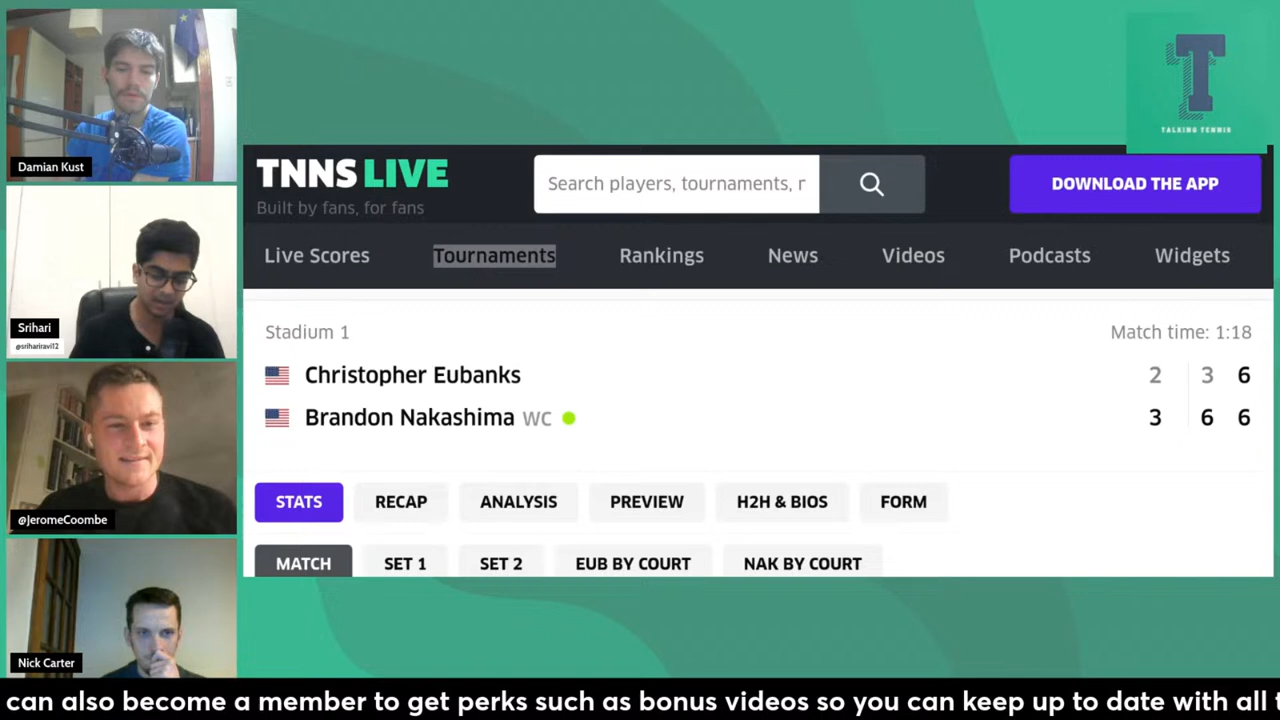 Damian Kust
Srihari
@srihariravi12
@JeromeCoombe
Nick Carter
T
TALKING TENNIS
TNNS LIVE
Built by fans, for fans
Search players, tournaments, r
DOWNLOAD THE APP
Live Scores Tournaments Rankings News Videos Podcasts Widgets
Stadium 1 Match time: 1:18
Christopher Eubanks 2 3 6
Brandon Nakashima WC 3 6 6
STATS RECAP ANALYSIS PREVIEW H2H & BIOS FORM
MATCH SET 1 SET 2 EUB BY COURT NAK BY COURT
can also become a member to get perks such as bonus videos so you can keep up to date with all